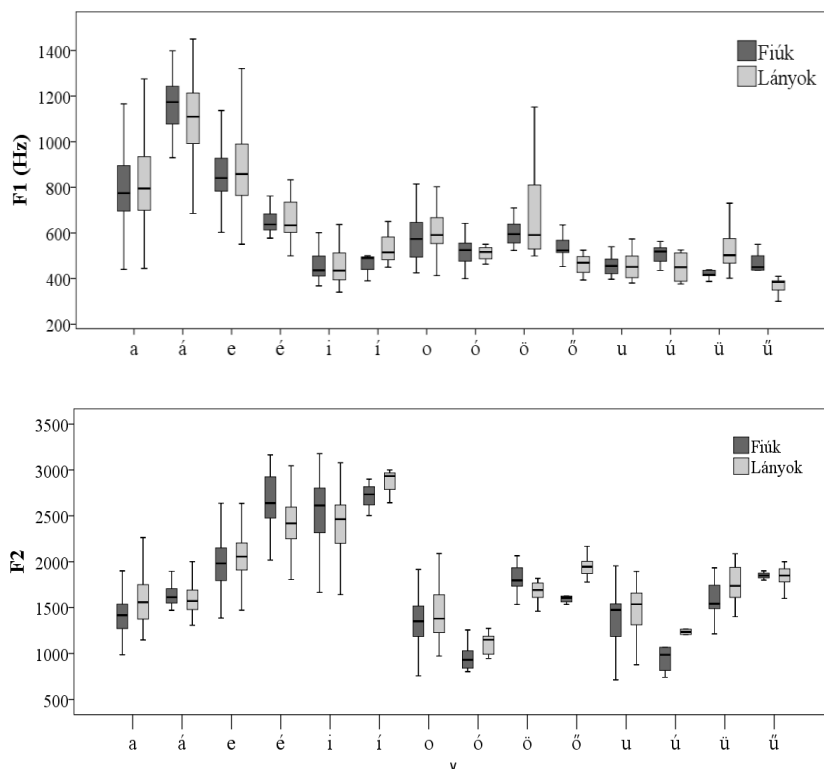 F1 (Hz)
1400
1200
1000
800
600
400
200
Fiúk
Lányok
a á e é i í o ó ö ő u ú ü ű
F2
3500
3000
2500
2000
1500
1000
500
Fiúk
Lányok
a á e é i í o ó ö ő u ú ü ű
v